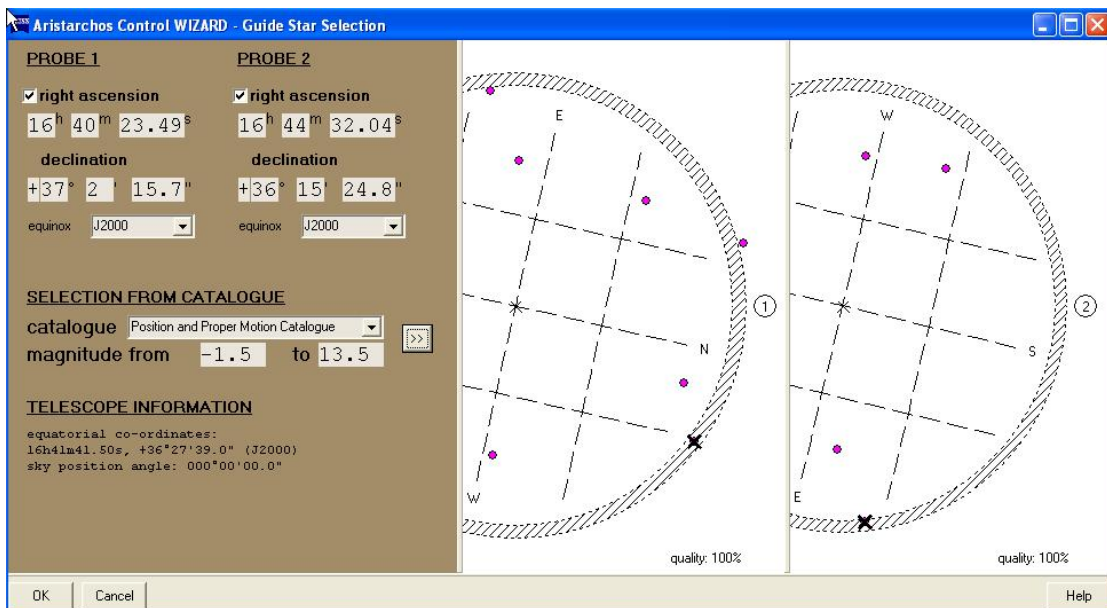 Aristarchos Control WIZARD - Guide Star Selection
PROBE 1
right ascension
16h 40m 23.49s
declination
+37° 2 ' 15.7"
equinox J2000
PROBE 2
right ascension
16h 44m 32.04s
declination
+36° 15' 24.8"
equinox J2000
SELECTION FROM CATALOGUE
catalogue Position and Proper Motion Catalogue
>>
magnitude from -1.5 to 13.5
TELESCOPE INFORMATION
equatorial co-ordinates:
16h41m41.50s, +36°27'39.0" (J2000)
sky position angle: 000°00'00.0"
E
1
N
W
quality: 100%
W
2
S
E
quality: 100%
OK
Cancel
Help